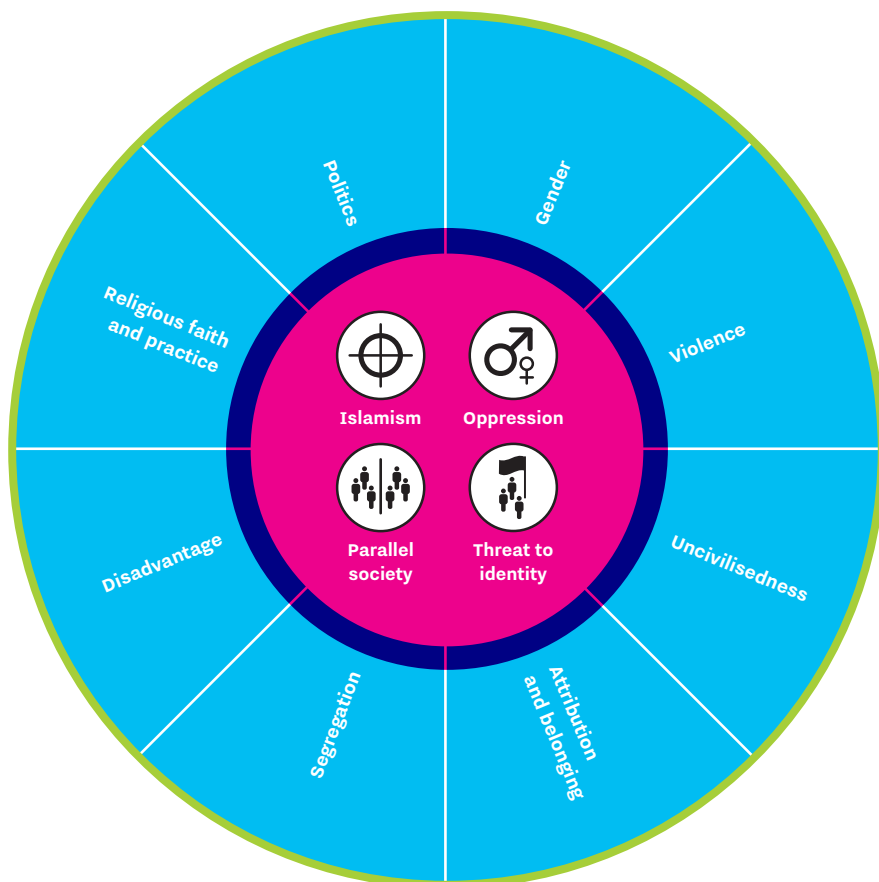 Politics
Gender
Religious faith
and practice
Violence
Islamism
Oppression
Parallel
society
Threat to
identity
Disadvantage
Uncivilisedness
Segregation
Attribution
and belonging